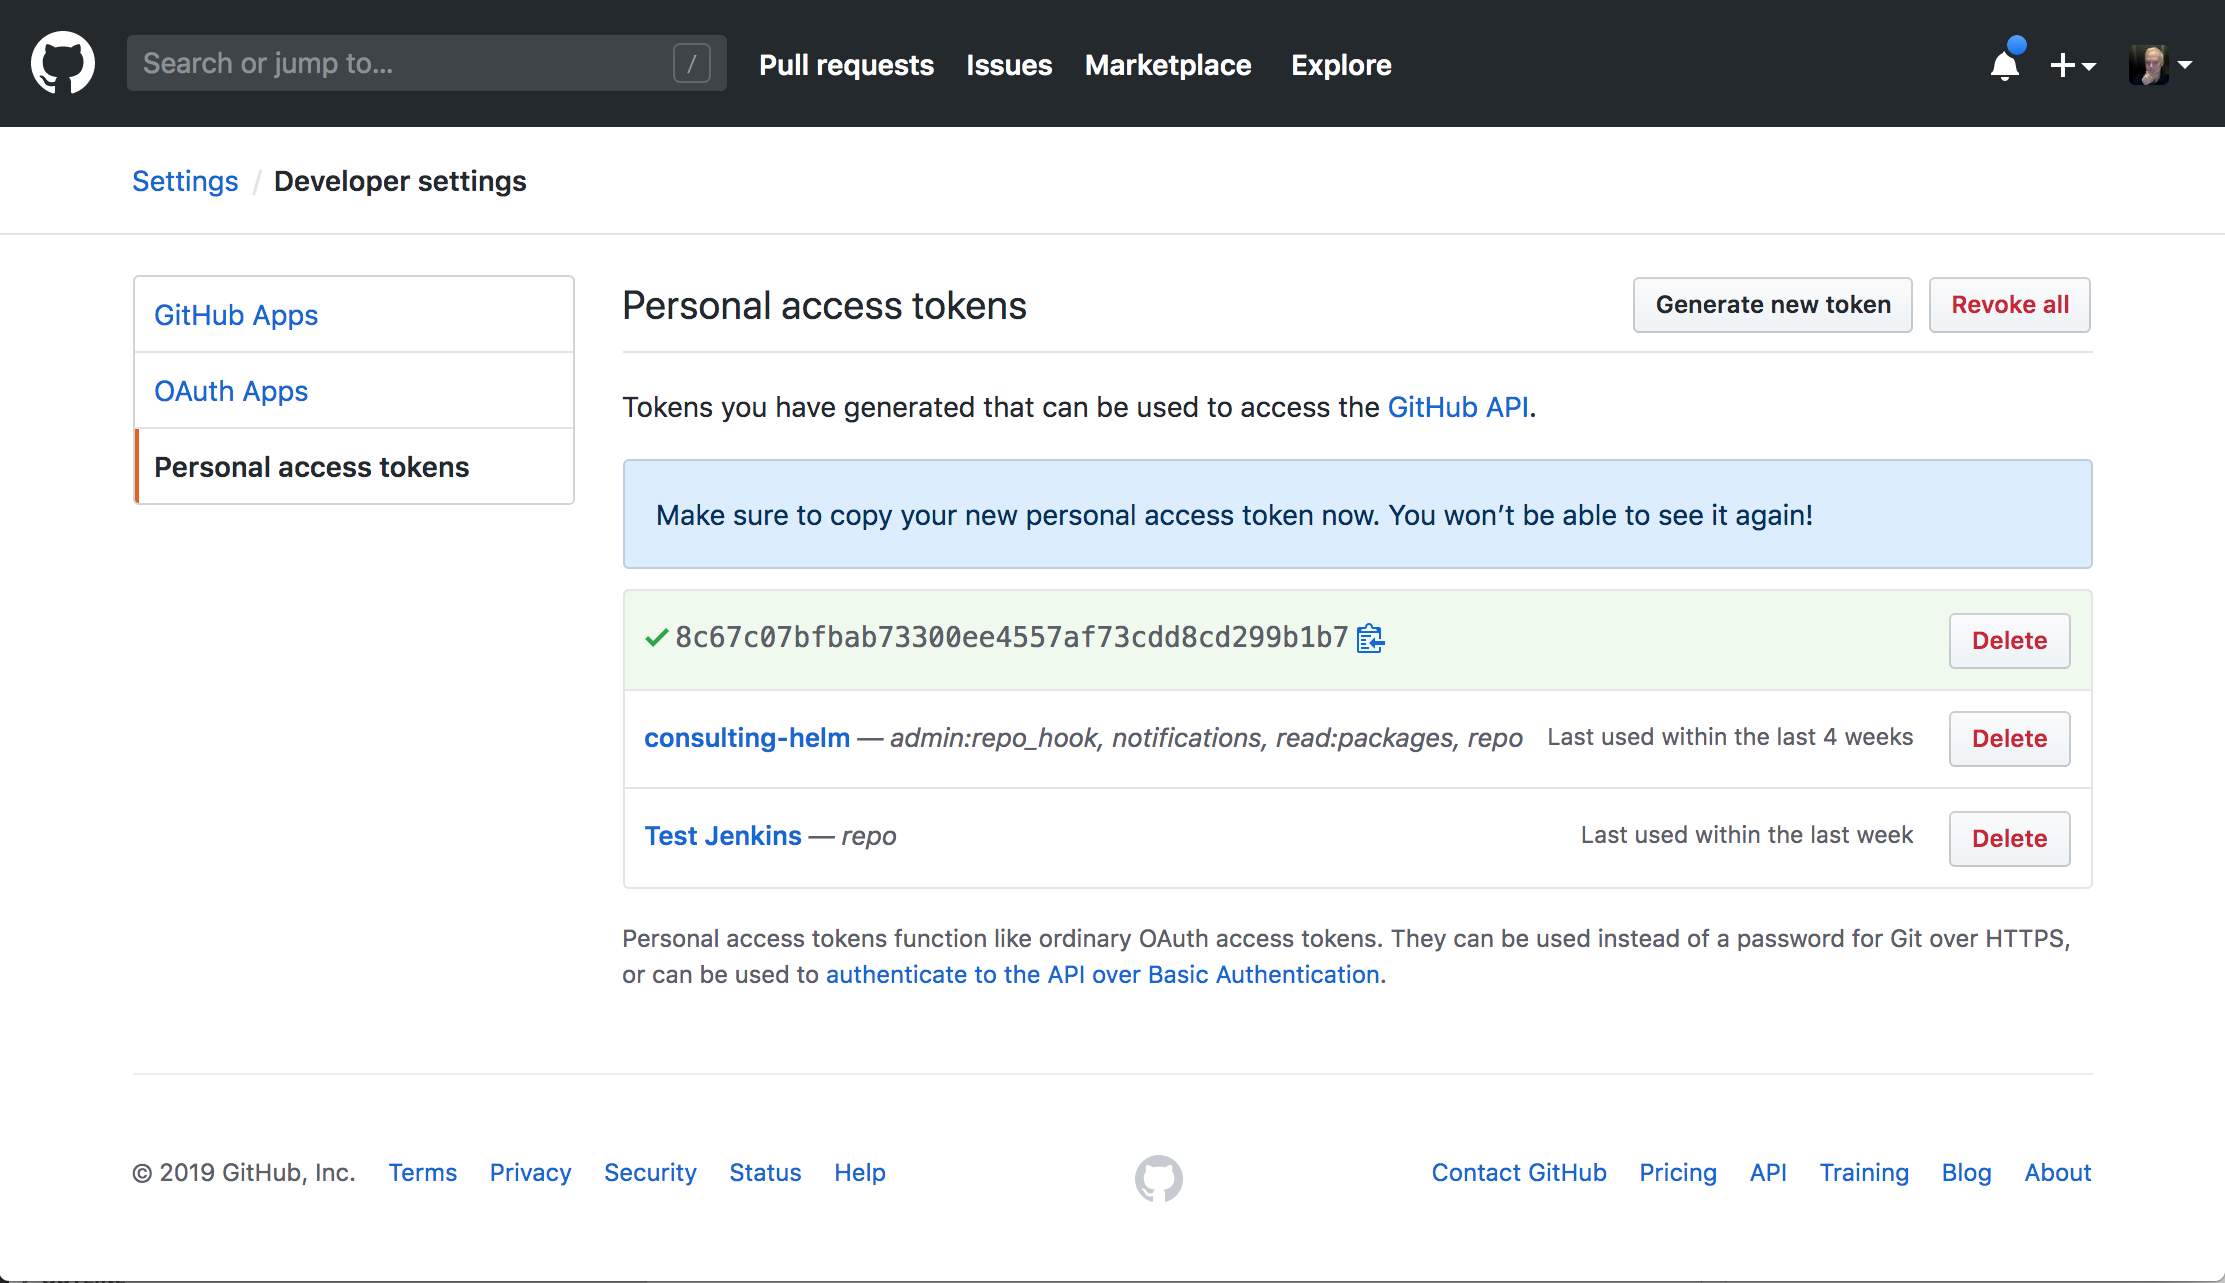 Search or jump to... /
Pull requests Issues Marketplace Explore
Settings / Developer settings
GitHub Apps
OAuth Apps
Personal access tokens
Personal access tokens
Generate new token
Revoke all
Tokens you have generated that can be used to access the GitHub API.
Make sure to copy your new personal access token now. You won’t be able to see it again!
8c67c07bfbab73300ee4557af73cdd8cd299b1b7 Delete
consulting-helm — admin:repo_hook, notifications, read:packages, repo Last used within the last 4 weeks Delete
Test Jenkins — repo Last used within the last week Delete
Personal access tokens function like ordinary OAuth access tokens. They can be used instead of a password for Git over HTTPS,
or can be used to authenticate to the API over Basic Authentication.
© 2019 GitHub, Inc. Terms Privacy Security Status Help Contact GitHub Pricing API Training Blog About